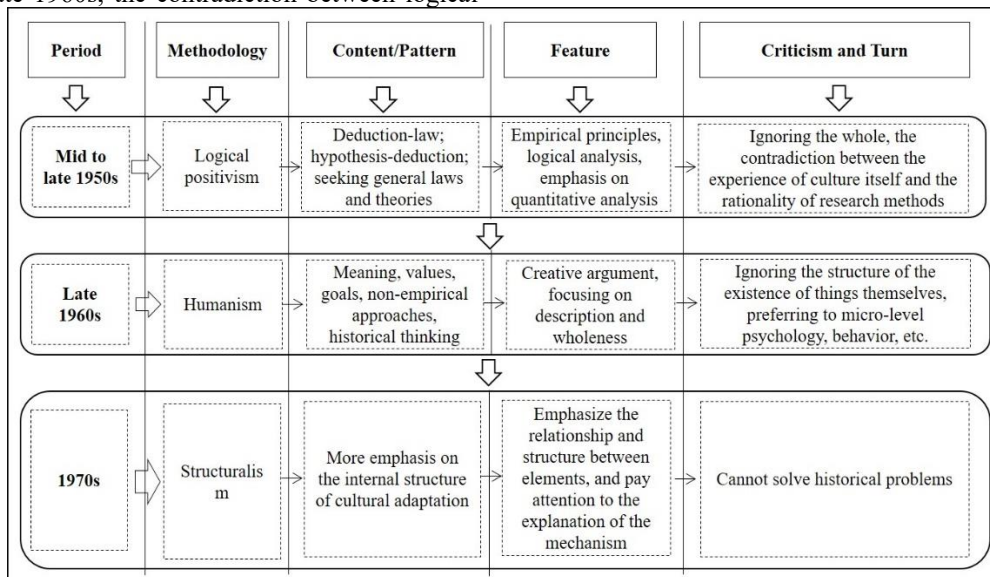 late 1960s, the contradiction between logical
Period
Methodology
Content/Pattern
Feature
Criticism and Turn
Mid to
late 1950s
Logical
positivism
Deduction-law;
hypothesis-deduction;
seeking general laws
and theories
Empirical principles,
logical analysis,
emphasis on
quantitative analysis
Ignoring the whole, the
contradiction between the
experience of culture itself and the
rationality of research methods
Late
1960s
Humanism
Meaning, values,
goals, non-empirical
approaches,
historical thinking
Creative argument,
focusing on
description and
wholeness
Ignoring the structure of the
existence of things themselves,
preferring to micro-level
psychology, behavior, etc.
1970s
Structuralis
m
More emphasis on
the internal structure
of cultural adaptation
Emphasize the
relationship and
structure between
elements, and pay
attention to the
explanation of the
mechanism
Cannot solve historical problems